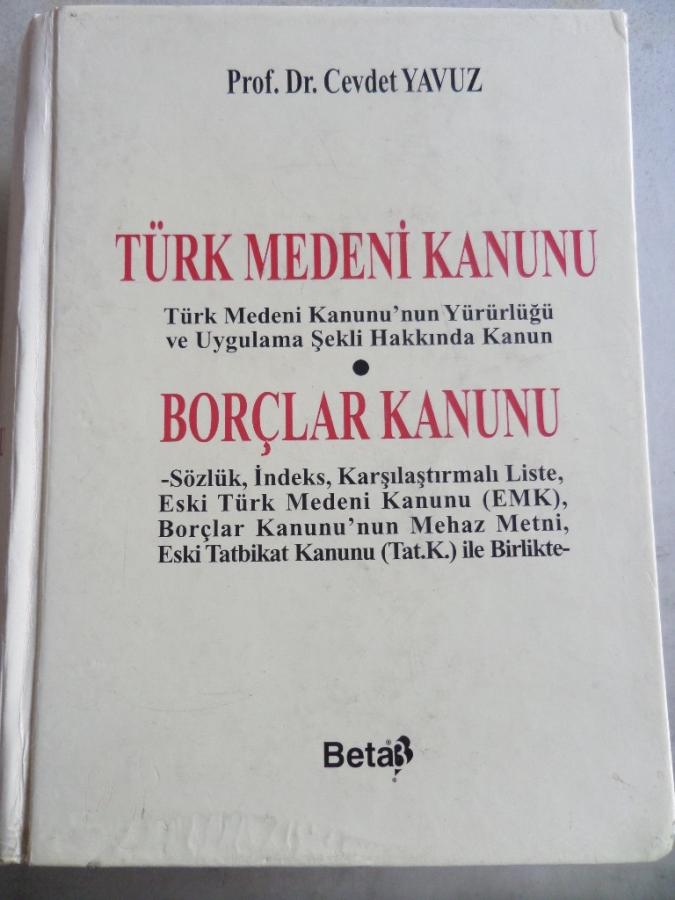 Prof. Dr. Cevdet YAVUZ
TÜRK MEDENİ KANUNU
Türk Medeni Kanunu'nun Yürürlüğü
ve Uygulama Şekli Hakkında Kanun
●
BORÇLAR KANUNU
-Sözlük, İndeks, Karşılaştırmalı Liste,
Eski Türk Medeni Kanunu (EMK),
Borçlar Kanunu'nun Mehaz Metni,
Eski Tatbikat Kanunu (Tat.K.) ile Birlikte-
Beta